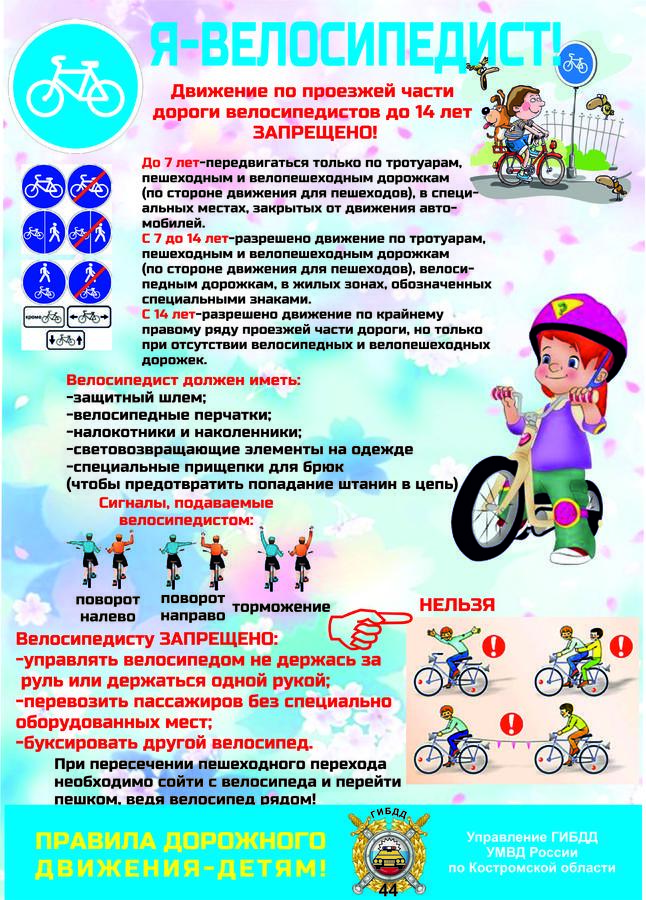 Я-ВЕЛОСИПЕДИСТ!
Движение по проезжей части
дороги велосипедистов до 14 лет
ЗАПРЕЩЕНО!
До 7 лет-передвигаться только по тротуарам,
пешеходным и велопешеходным дорожкам
(по стороне движения для пешеходов), в специ-
альных местах, закрытых от движения авто-
мобилей.
С 7 до 14 лет-разрешено движение по тротуарам,
пешеходным и велопешеходным дорожкам
(по стороне движения для пешеходов), велоси-
педным дорожкам, в жилых зонах, обозначенных
специальными знаками.
С 14 лет-разрешено движение по крайнему
правому ряду проезжей части дороги, но только
при отсутствии велосипедных и велопешеходных
дорожек.
кроме
Велосипедист должен иметь:
-защитный шлем;
-велосипедные перчатки;
-налокотники и наколенники;
-световозвращающие элементы на одежде
-специальные прищепки для брюк
(чтобы предотвратить попадание штанин в цепь)
Сигналы, подаваемые
велосипедистом:
поворот
налево
поворот
направо
торможение
НЕЛЬЗЯ
Велосипедисту ЗАПРЕЩЕНО:
-управлять велосипедом не держась за
руль или держаться одной рукой;
-перевозить пассажиров без специально
оборудованных мест;
-буксировать другой велосипед.
При пересечении пешеходного перехода
необходимо сойти с велосипеда и перейти
пешком, ведя велосипед рядом!
ПРАВИЛА ДОРОЖНОГО
ДВИЖЕНИЯ-ДЕТЯМ!
ГИБДД
44
Управление ГИБДД
УМВД России
по Костромской области